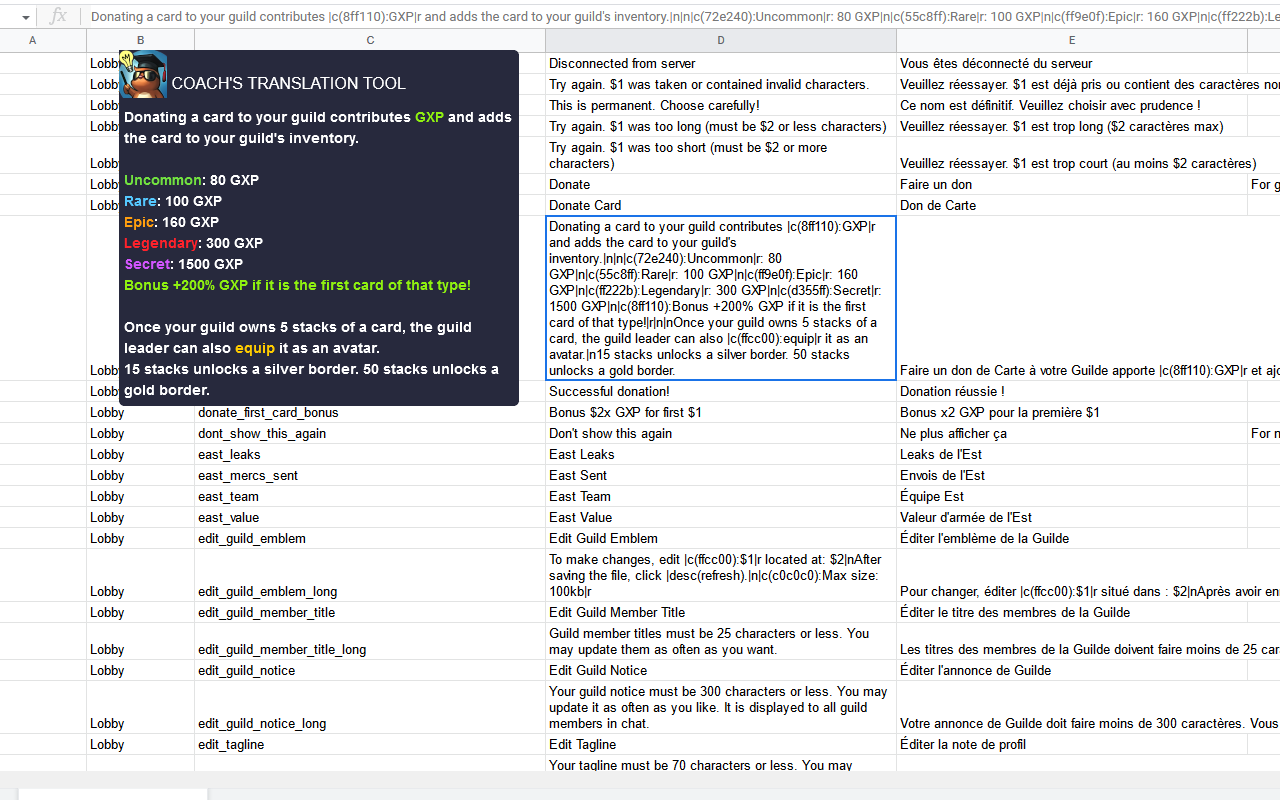 fx Donating a card to your guild contributes |c(8ff110):GXP|r and adds the card to your guild's inventory.|n|n|c(72e240):Uncommon|r: 80 GXP|n|c(55c8ff):Rare|r: 100 GXP|n|c(ff9e0f):Epic|r: 160 GXP|n|c(ff222b):Le
A B C D E
Lobby Disconnected from server Vous êtes déconnecté du serveur
Lobb Try again. $1 was taken or contained invalid characters. Veuillez réessayer. $1 est déjà pris ou contient des caractères no
Lobb This is permanent. Choose carefully! Ce nom est définitif. Veuillez choisir avec prudence !
Lobb Try again. $1 was too long (must be $2 or less characters) Veuillez réessayer. $1 est trop long ($2 caractères max)
Try again. $1 was too short (must be $2 or more
Lobb characters) Veuillez réessayer. $1 est trop court (au moins $2 caractères)
Lobb Donate Faire un don For g
Lobb Donate Card Don de Carte
COACH'S TRANSLATION TOOL
Donating a card to your guild contributes GXP and adds
the card to your guild's inventory.
Uncommon: 80 GXP
Rare: 100 GXP
Epic: 160 GXP
Legendary: 300 GXP
Secret: 1500 GXP
Bonus +200% GXP if it is the first card of that type!
Once your guild owns 5 stacks of a card, the guild
leader can also equip it as an avatar.
15 stacks unlocks a silver border. 50 stacks unlocks a
gold border.
Donating a card to your guild contributes |c(8ff110):GXP|r
and adds the card to your guild's
inventory.|n|n|c(72e240):Uncommon|r: 80
GXP|n|c(55c8ff):Rare|r: 100 GXP|n|c(ff9e0f):Epic|r: 160
GXP|n|c(ff222b):Legendary|r: 300 GXP|n|c(d355ff):Secret|r:
1500 GXP|n|c(8ff110):Bonus +200% GXP if it is the first
card of that type!|r|n|nOnce your guild owns 5 stacks of a
card, the guild leader can also |c(ffcc00):equip|r it as an
avatar.|n15 stacks unlocks a silver border. 50 stacks
Lobb unlocks a gold border. Faire un don de Carte à votre Guilde apporte |c(8ff110):GXP|r et ajo
Lobb Successful donation! Donation réussie !
Lobby donate_first_card_bonus Bonus $2x GXP for first $1 Bonus x2 GXP pour la première $1
Lobby dont_show_this_again Don't show this again Ne plus afficher ça For n
Lobby east_leaks East Leaks Leaks de l'Est
Lobby east_mercs_sent East Sent Envois de l'Est
Lobby east_team East Team Équipe Est
Lobby east_value East Value Valeur d'armée de l'Est
Lobby edit_guild_emblem Edit Guild Emblem Éditer l'emblème de la Guilde
To make changes, edit |c(ffcc00):$1|r located at: $2|nAfter
saving the file, click |desc(refresh).|n|c(c0c0c0):Max size:
Lobby edit_guild_emblem_long 100kb|r Pour changer, éditer |c(ffcc00):$1|r situé dans : $2|nAprès avoir en
Lobby edit_guild_member_title Edit Guild Member Title Éditer le titre des membres de la Guilde
Guild member titles must be 25 characters or less. You
Lobby edit_guild_member_title_long may update them as often as you want. Les titres des membres de la Guilde doivent faire moins de 25 car
Lobby edit_guild_notice Edit Guild Notice Éditer l'annonce de Guilde
Your guild notice must be 300 characters or less. You may
update it as often as you like. It is displayed to all guild
Lobby edit_guild_notice_long members in chat. Votre annonce de Guilde doit faire moins de 300 caractères. Vous
Lobby edit_tagline Edit Tagline Éditer la note de profil
Your tagline must be 70 characters or less. You may